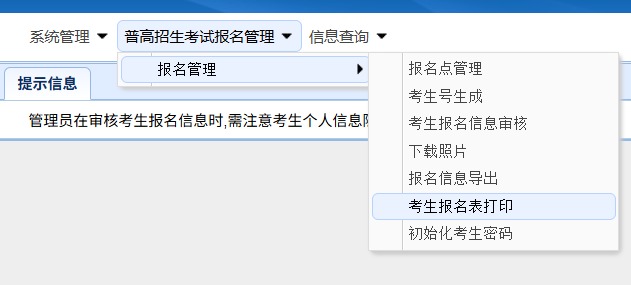 系统管理 普高招生考试报名管理 信息查询
报名管理
报名点管理
考生号生成
考生报名信息审核
下载照片
报名信息导出
考生报名表打印
初始化考生密码
提示信息
管理员在审核考生报名信息时,需注意考生个人信息